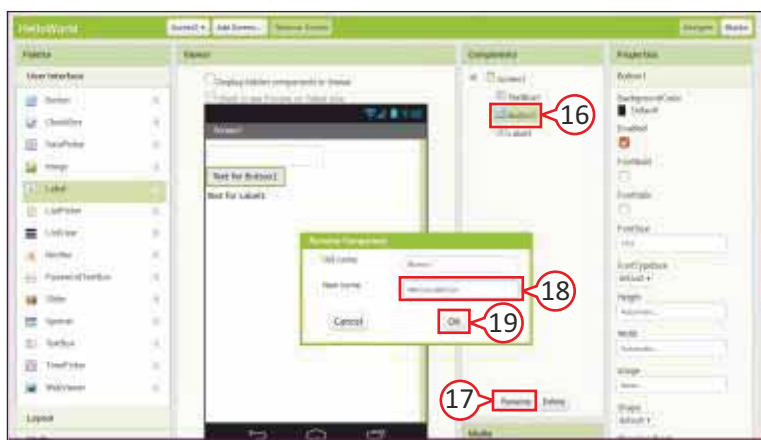 HelloWorld
Screen1 Add Screen... Remove Screen
Designer Blocks
Palette
Viewer
Components
Properties
User Interface
Button
CheckBox
DatePicker
Image
Label
ListPicker
ListView
Notifier
PasswordTextBox
Slider
Spinner
TextBox
TimePicker
WebViewer
Layout
Display hidden components in Viewer
Screen1
Text for Button1
Text for Label1
Rename Component
Old name:
Button1
New name:
Cancel
OK
18
19
Screen1
TextBox1
Button1
16
Label1
17
Rename Delete
Media
Button1
BackgroundColor
Default
Enabled
FontBold
FontItalic
FontSize
FontTypeface
default
Height
Automatic...
Width
Automatic...
Image
None...
Shape
default